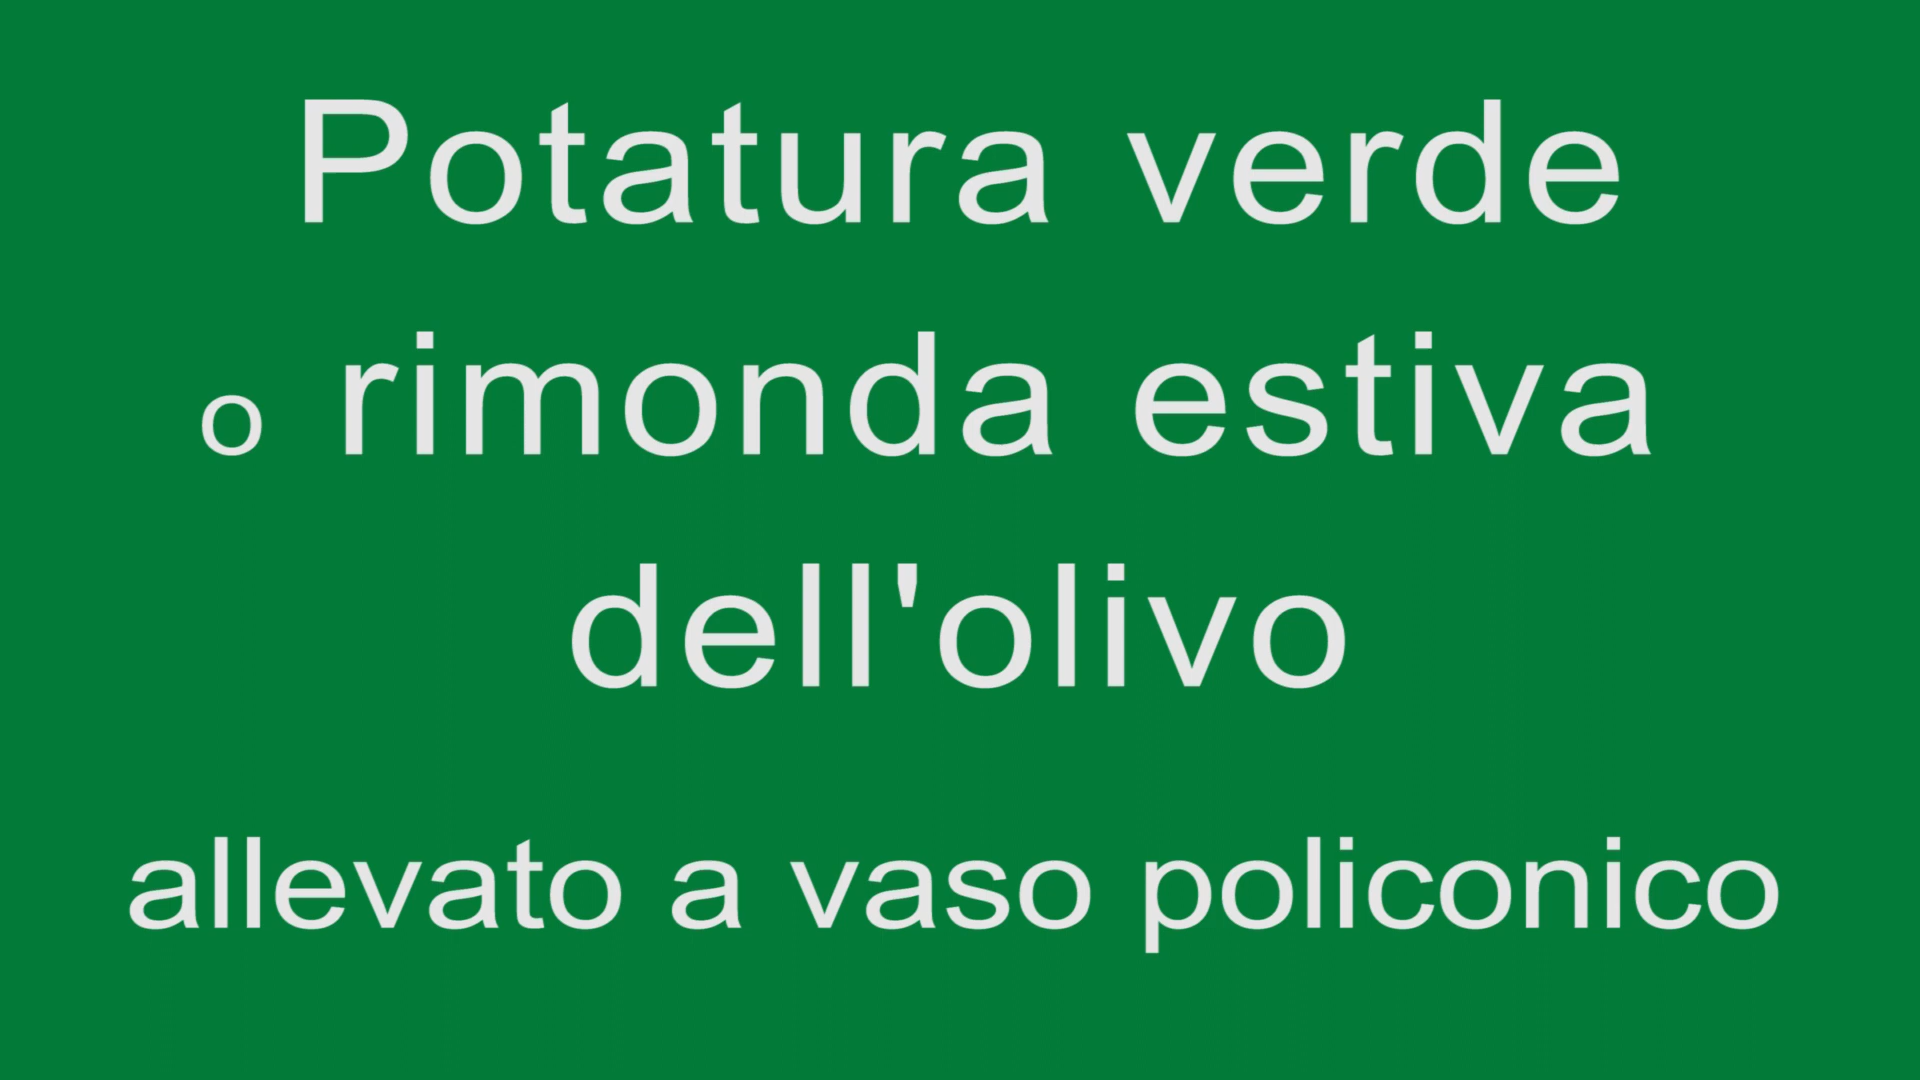 Potatura verde
o rimonda estiva
dell'olivo
allevato a vaso policonico